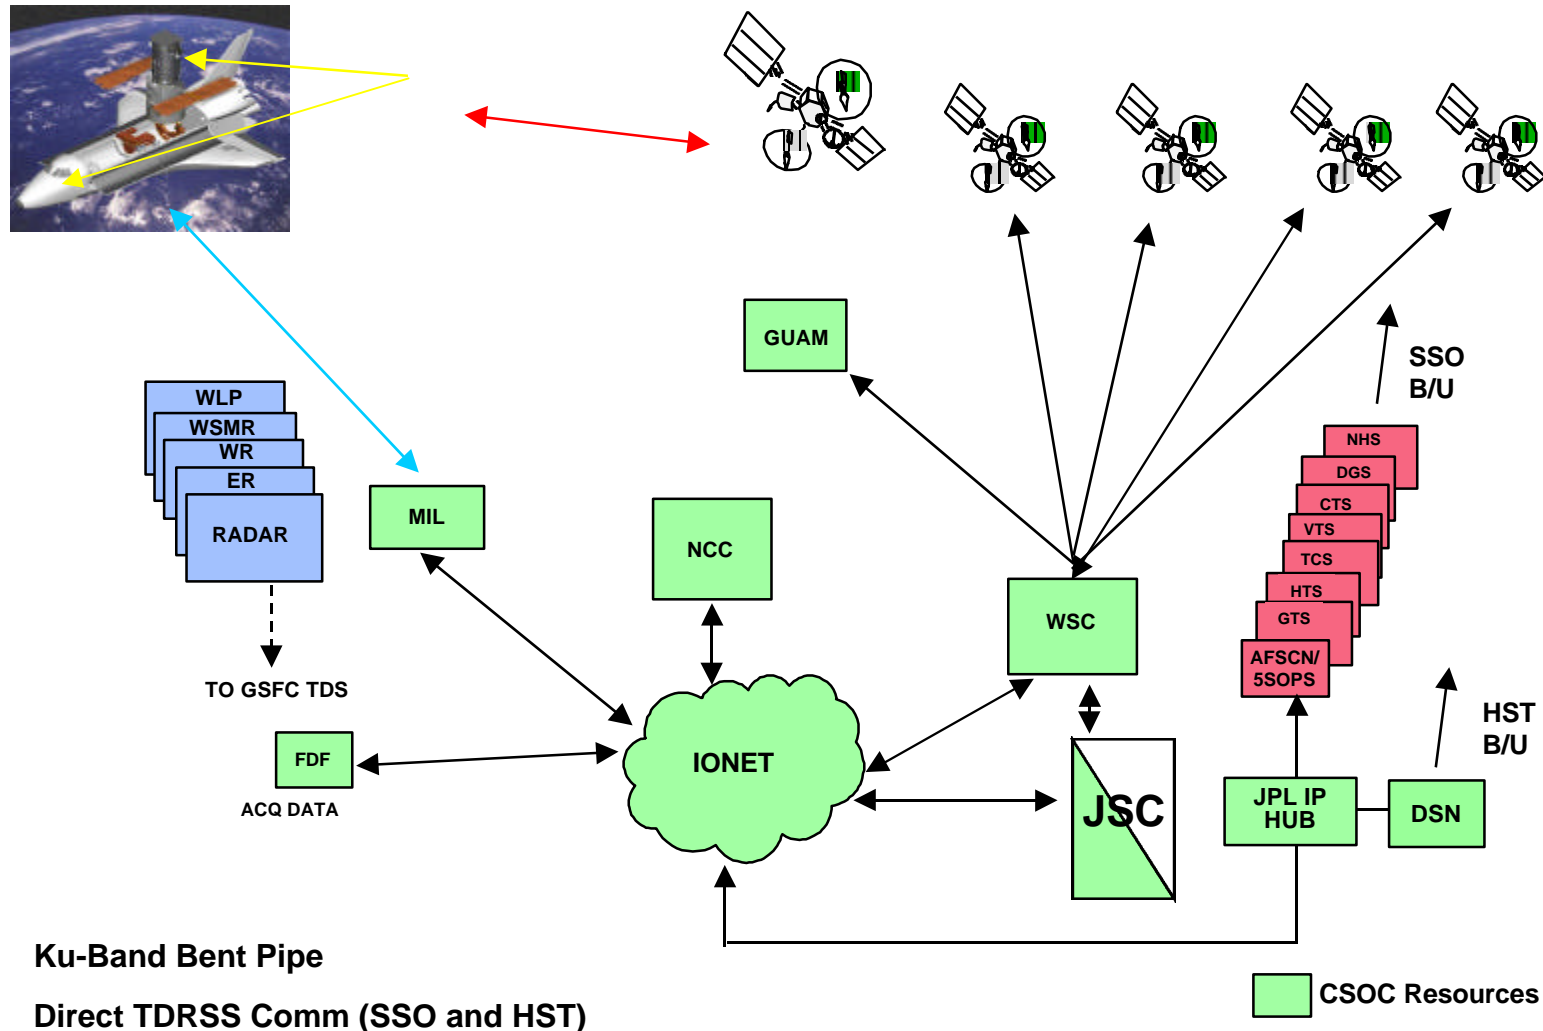 GUAM
SSO
B/U
WLP
WSMR
WR
ER
RADAR
MIL
NCC
WSC
NHS
DGS
CTS
VTS
TCS
HTS
GTS
AFSCN/
5SOPS
TO GSFC TDS
HST
B/U
FDF
ACQ DATA
IONET
JSC
JPL IP
HUB
DSN
Ku-Band Bent Pipe
Direct TDRSS Comm (SSO and HST)
CSOC Resources